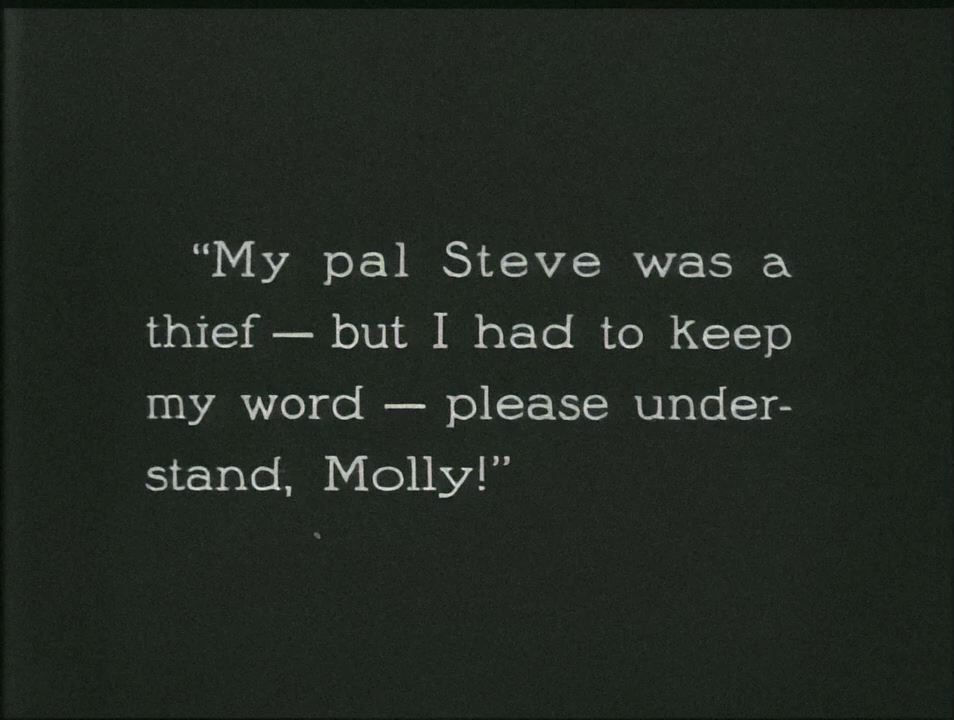 “My pal Steve was a
thief — but I had to keep
my word — please under-
stand, Molly!”